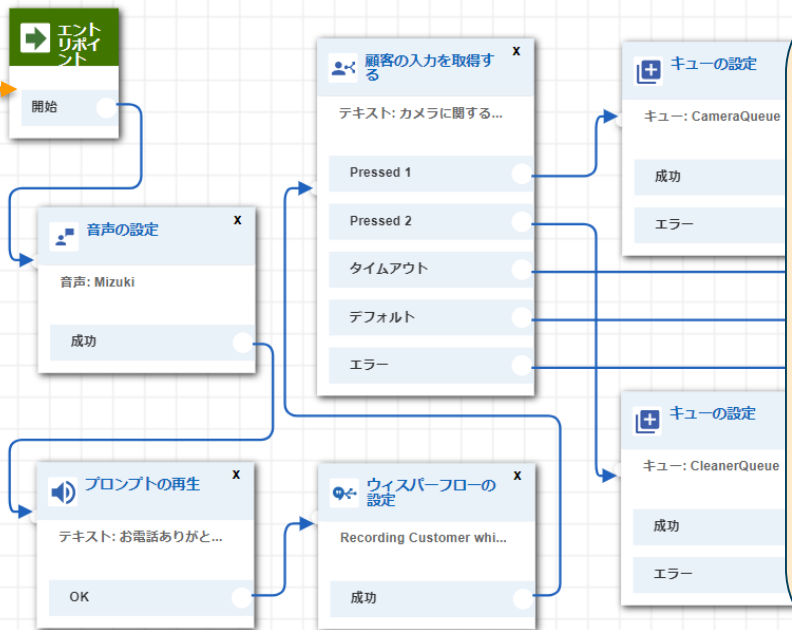 エント
リポイ
ント
開始
音声の設定
x
音声: Mizuki
成功
プロンプトの再生
x
テキスト: お電話ありがと...
OK
ウィスパーフローの
設定
x
Recording Customer whi...
成功
顧客の入力を取得す
る
x
テキスト: カメラに関する...
Pressed 1
Pressed 2
タイムアウト
デフォルト
エラー
キューの設定
キュー: CameraQueue
成功
エラー
キューの設定
キュー: CleanerQueue
成功
エラー